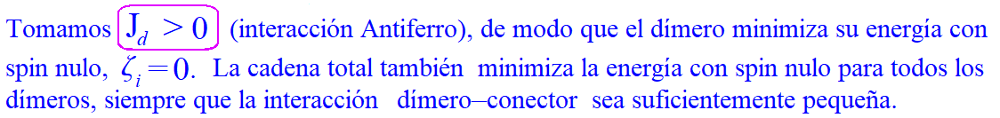 Tomamos J_d > 0 (interacción Antiferro), de modo que el dímero minimiza su energía con
spin nulo, ζ_i = 0. La cadena total también minimiza la energía con spin nulo para todos los
dímeros, siempre que la interacción dímero–conector sea suficientemente pequeña.